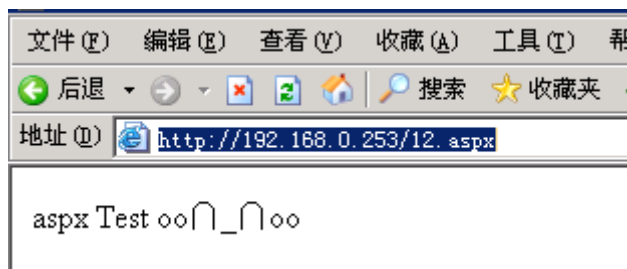 文件(F) 编辑(E) 查看(V) 收藏(A) 工具(T)
后退 搜索 收藏夹
地址(D) http://192.168.0.253/12.aspx
aspx Test oo∩_∩oo